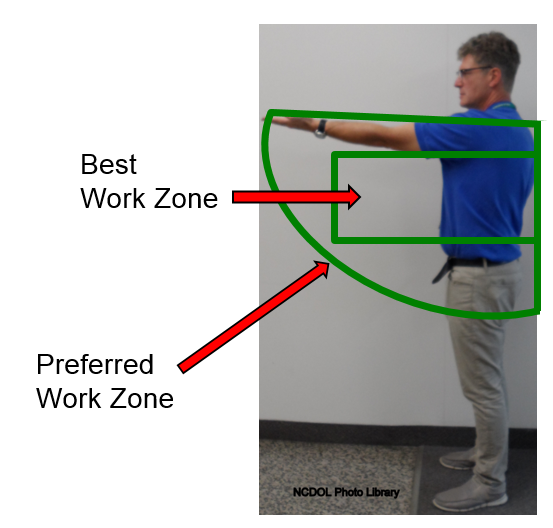 Best
Work Zone
Preferred
Work Zone
NCDOL Photo Library